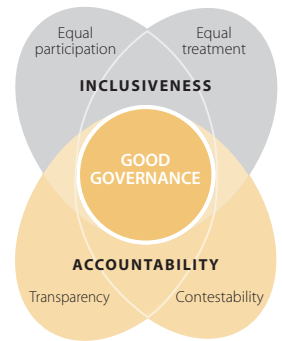 Equal
participation
Equal
treatment
INCLUSIVENESS
GOOD
GOVERNANCE
ACCOUNTABILITY
Transparency
Contestability